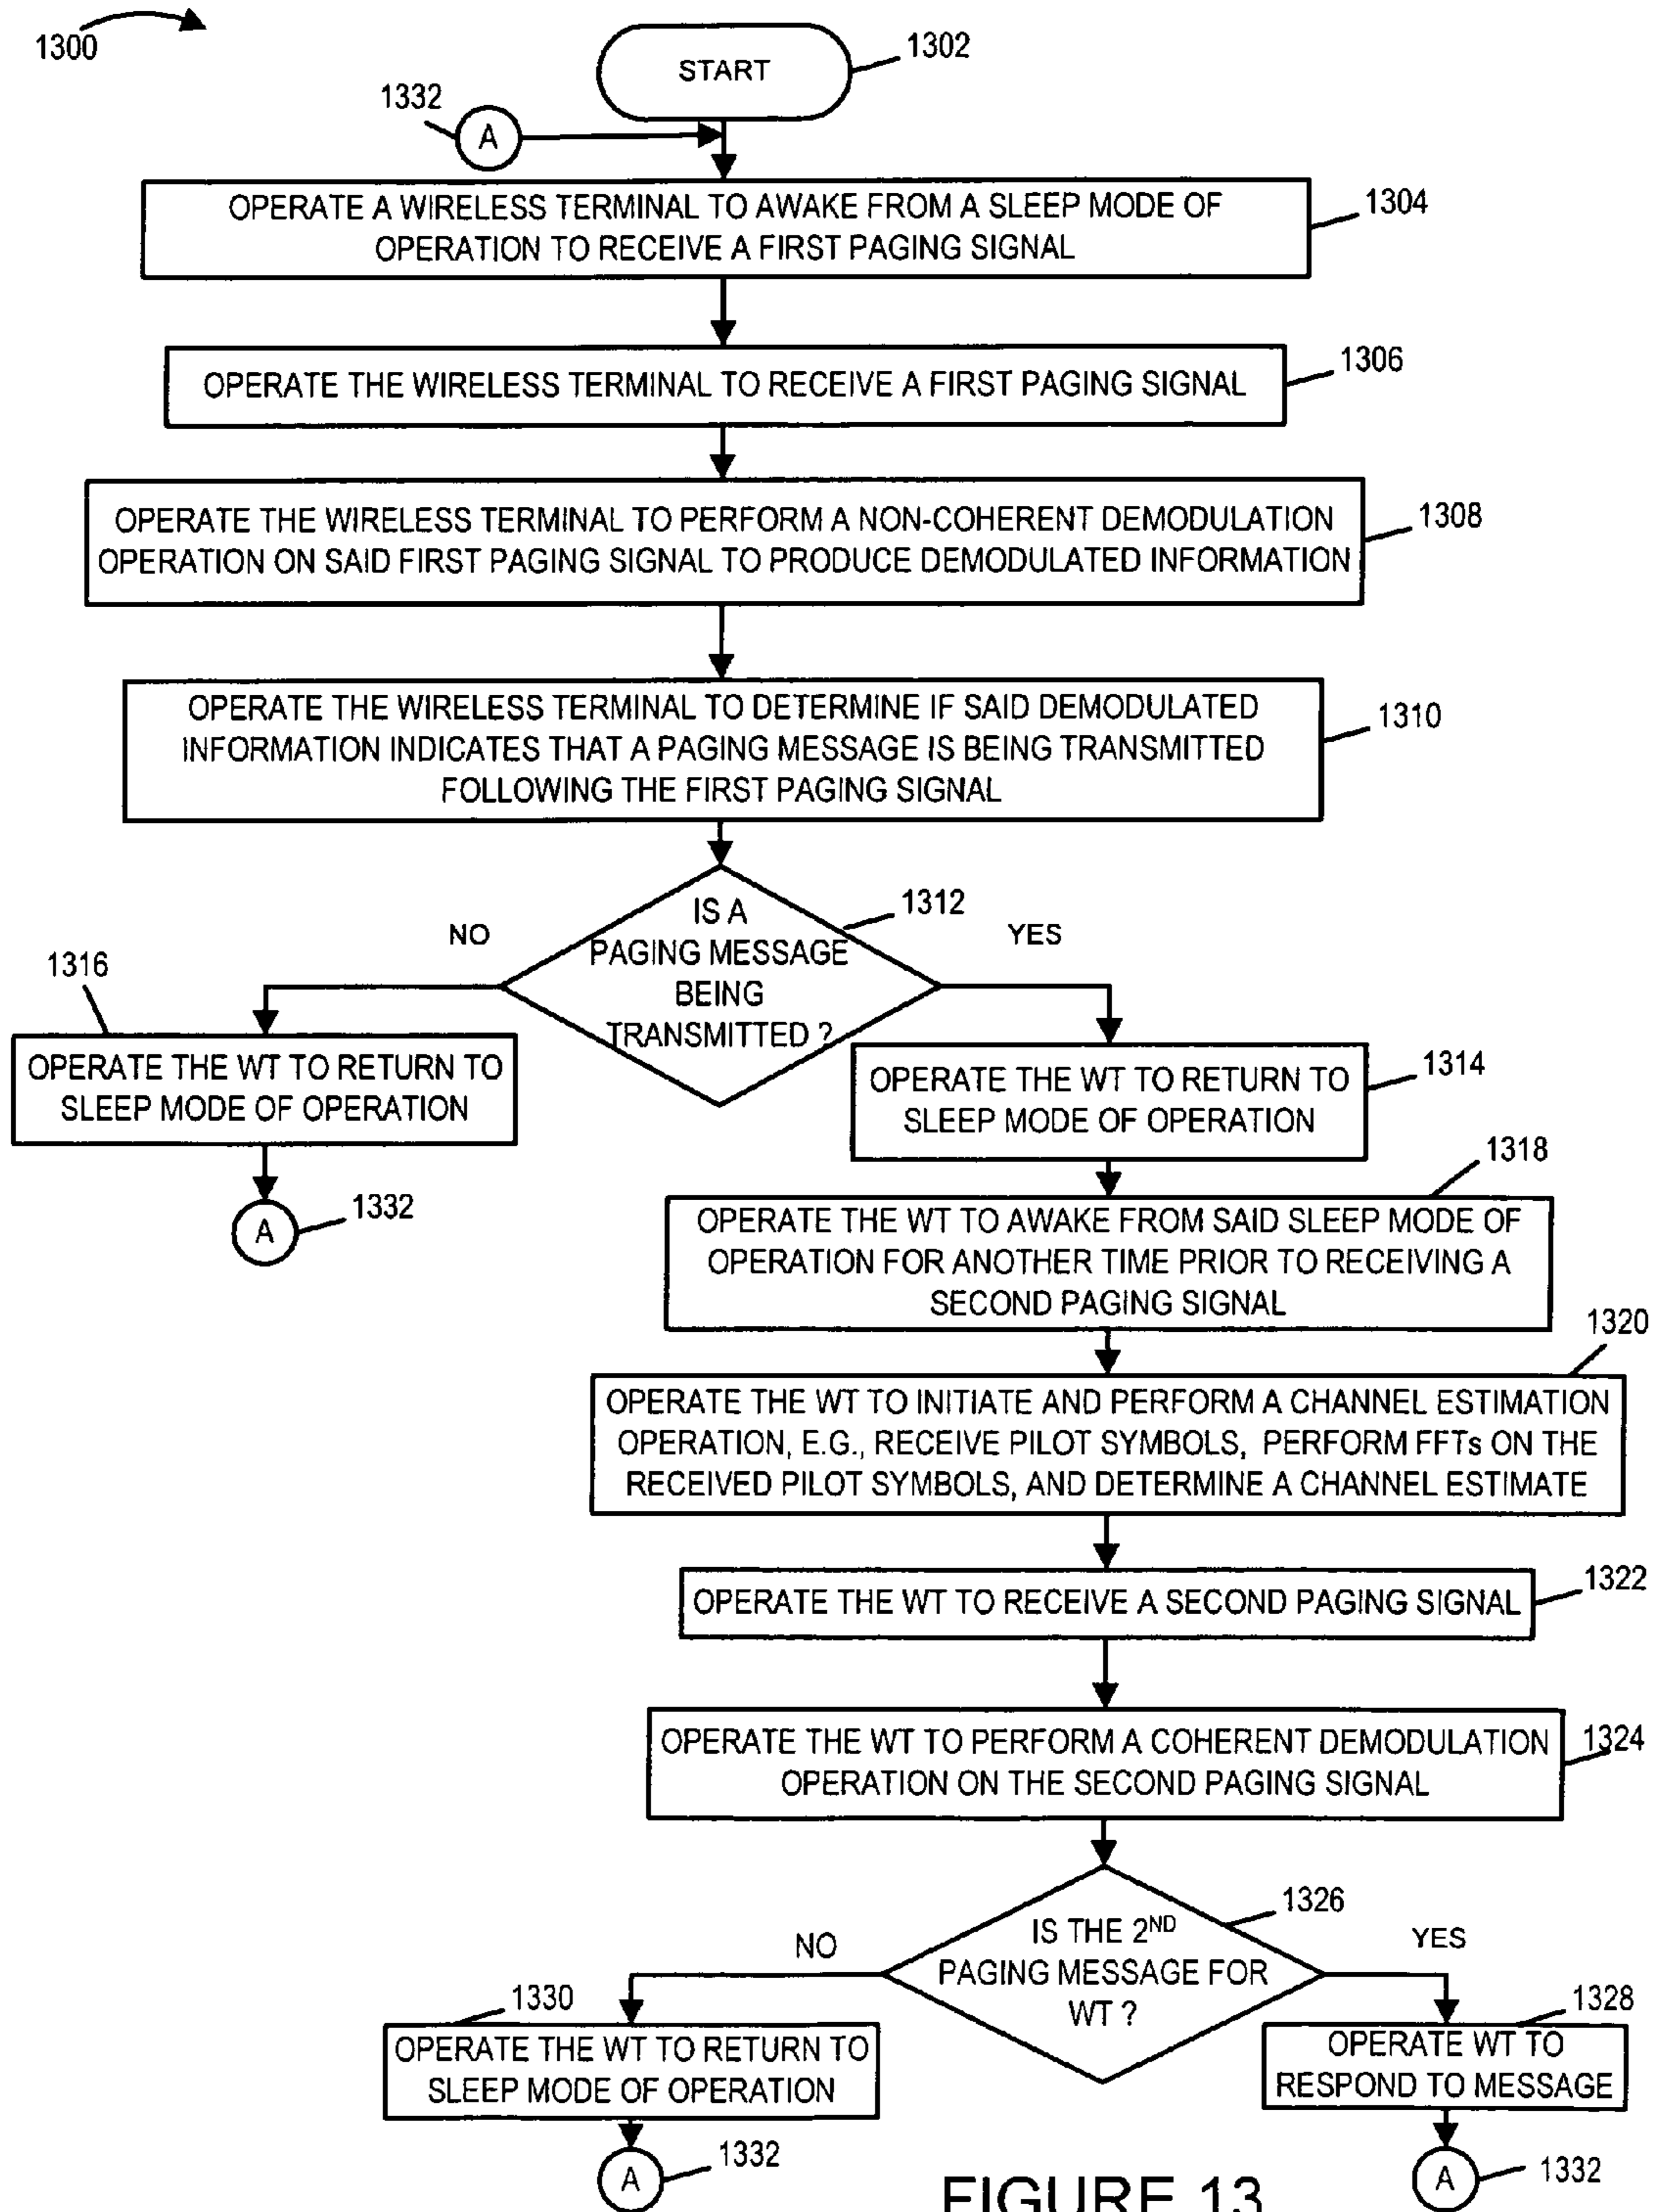 1300
START
1302
1332
A
OPERATE A WIRELESS TERMINAL TO AWAKE FROM A SLEEP MODE OF
OPERATION TO RECEIVE A FIRST PAGING SIGNAL
1304
OPERATE THE WIRELESS TERMINAL TO RECEIVE A FIRST PAGING SIGNAL
1306
OPERATE THE WIRELESS TERMINAL TO PERFORM A NON-COHERENT DEMODULATION
OPERATION ON SAID FIRST PAGING SIGNAL TO PRODUCE DEMODULATED INFORMATION
1308
OPERATE THE WIRELESS TERMINAL TO DETERMINE IF SAID DEMODULATED
INFORMATION INDICATES THAT A PAGING MESSAGE IS BEING TRANSMITTED
FOLLOWING THE FIRST PAGING SIGNAL
1310
IS A
PAGING MESSAGE
BEING
TRANSMITTED ?
1312
NO
YES
1316
OPERATE THE WT TO RETURN TO
SLEEP MODE OF OPERATION
A
1332
OPERATE THE WT TO RETURN TO
SLEEP MODE OF OPERATION
1314
1318
OPERATE THE WT TO AWAKE FROM SAID SLEEP MODE OF
OPERATION FOR ANOTHER TIME PRIOR TO RECEIVING A
SECOND PAGING SIGNAL
1320
OPERATE THE WT TO INITIATE AND PERFORM A CHANNEL ESTIMATION
OPERATION, E.G., RECEIVE PILOT SYMBOLS, PERFORM FFTs ON THE
RECEIVED PILOT SYMBOLS, AND DETERMINE A CHANNEL ESTIMATE
OPERATE THE WT TO RECEIVE A SECOND PAGING SIGNAL
1322
OPERATE THE WT TO PERFORM A COHERENT DEMODULATION
OPERATION ON THE SECOND PAGING SIGNAL
1324
IS THE 2ND
PAGING MESSAGE FOR
WT ?
1326
NO
YES
1330
OPERATE THE WT TO RETURN TO
SLEEP MODE OF OPERATION
A
1332
1328
OPERATE WT TO
RESPOND TO MESSAGE
A
1332
FIGURE 13